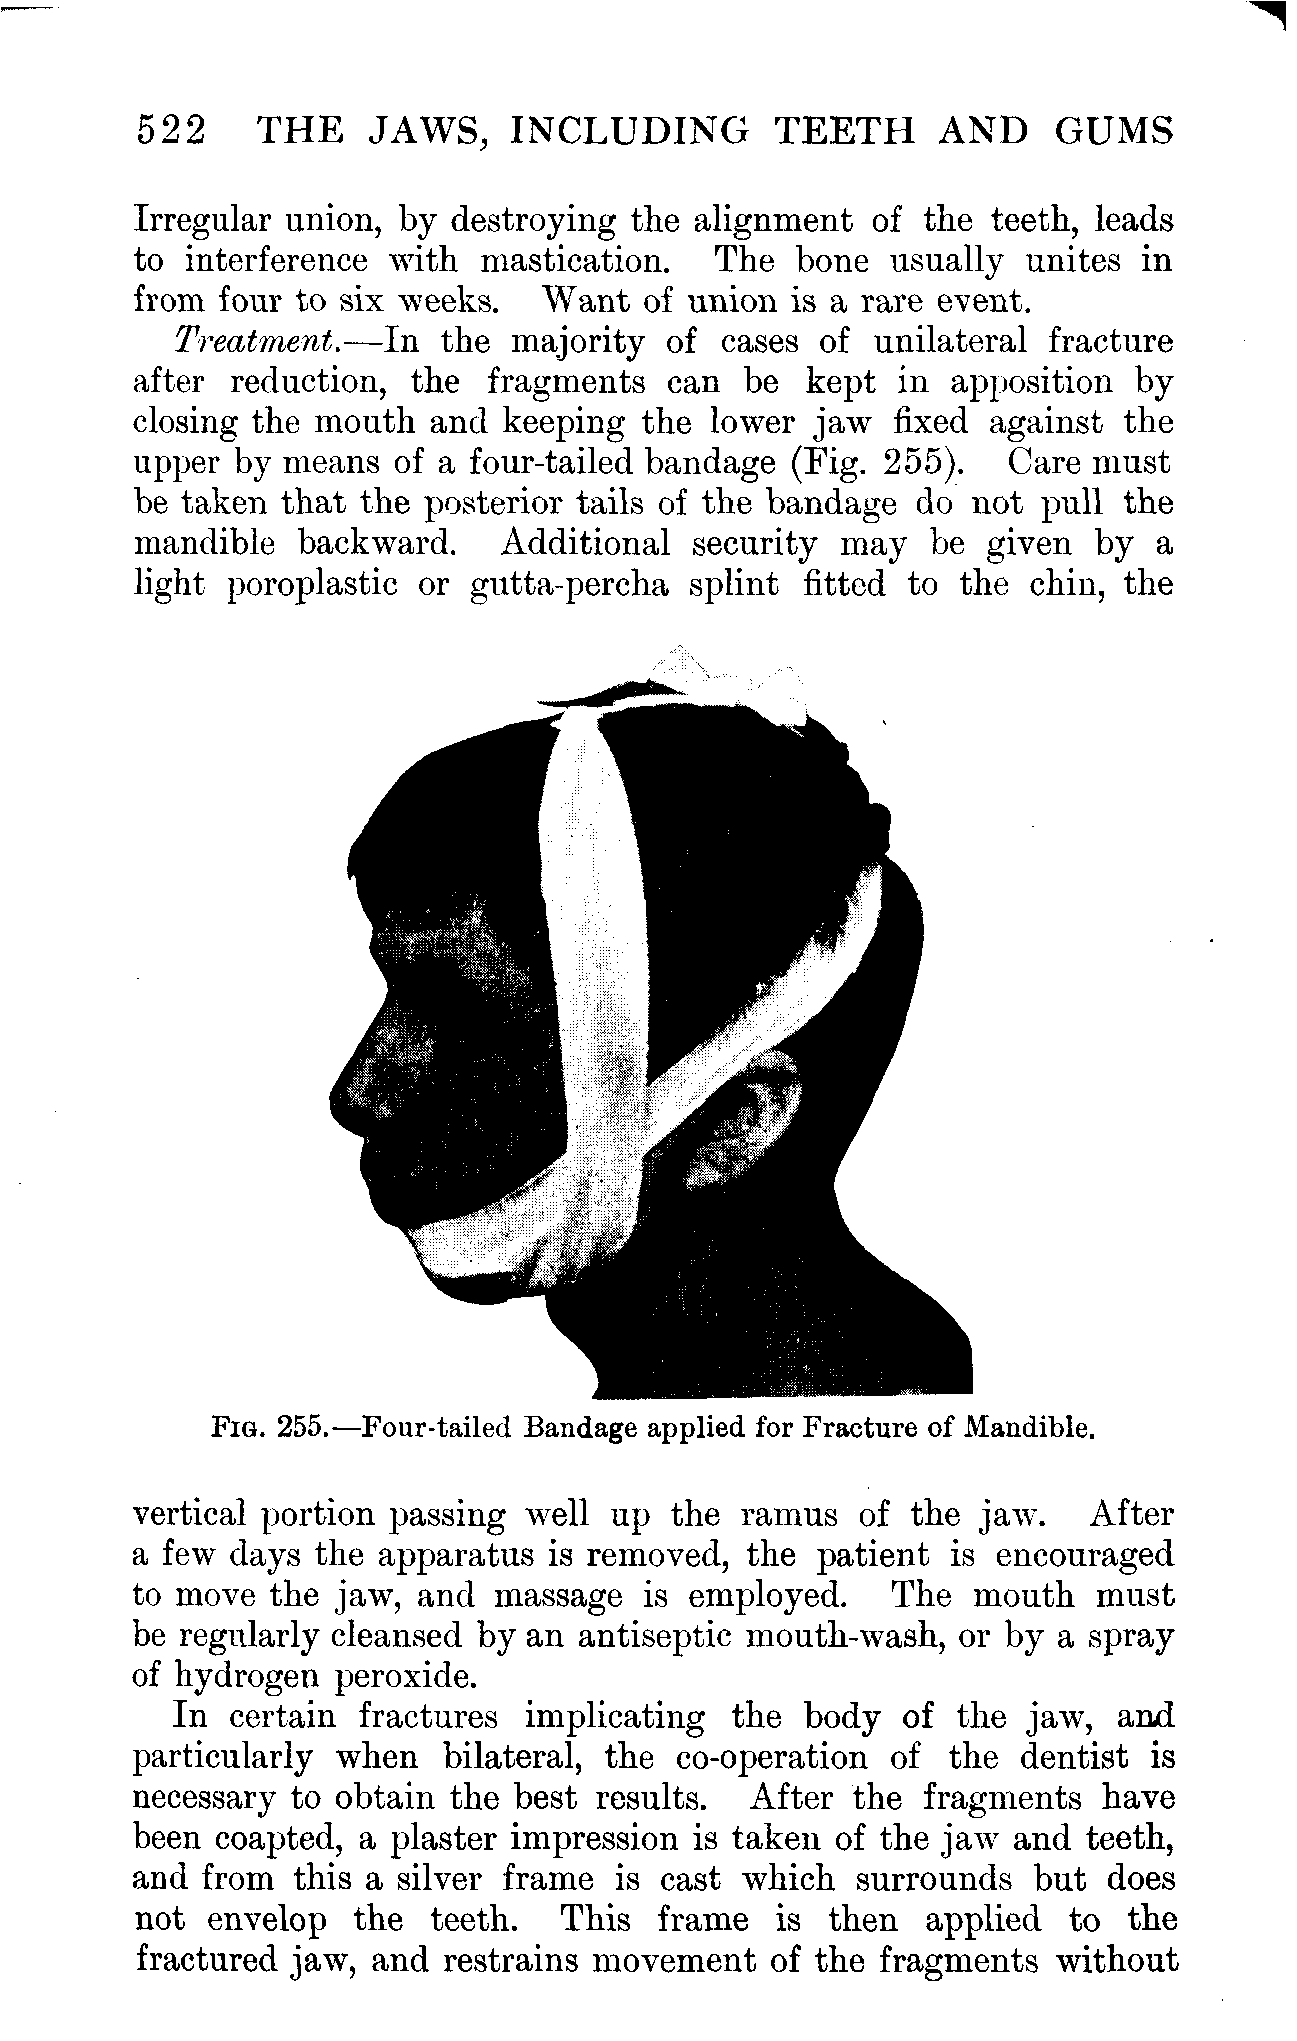 522 THE JAWS, INCLUDING TEETH AND GUMS
Irregular union, by destroying the alignment of the teeth, leads
to interference with mastication. The bone usually unites in
from four to six weeks. Want of union is a rare event.
Treatment.—In the majority of cases of unilateral fracture
after reduction, the fragments can be kept in apposition by
closing the mouth and keeping the lower jaw fixed against the
upper by means of a four-tailed bandage (Fig. 255). Care must
be taken that the posterior tails of the bandage do not pull the
mandible backward. Additional security may be given by a
light poroplastic or gutta-percha splint fitted to the chin, the
FIG. 255.—Four-tailed Bandage applied for Fracture of Mandible.
vertical portion passing well up the ramus of the jaw. After
a few days the apparatus is removed, the patient is encouraged
to move the jaw, and massage is employed. The mouth must
be regularly cleansed by an antiseptic mouth-wash, or by a spray
of hydrogen peroxide.
In certain fractures implicating the body of the jaw, and
particularly when bilateral, the co-operation of the dentist is
necessary to obtain the best results. After the fragments have
been coapted, a plaster impression is taken of the jaw and teeth,
and from this a silver frame is cast which surrounds but does
not envelop the teeth. This frame is then applied to the
fractured jaw, and restrains movement of the fragments without